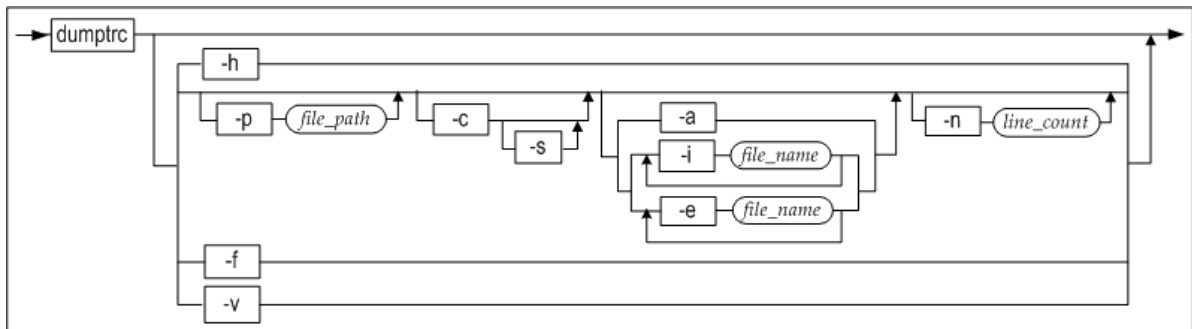 dumptrc
-h
-p file_path -c -s -a -n line_count
-i file_name
-e file_name
-f
-v